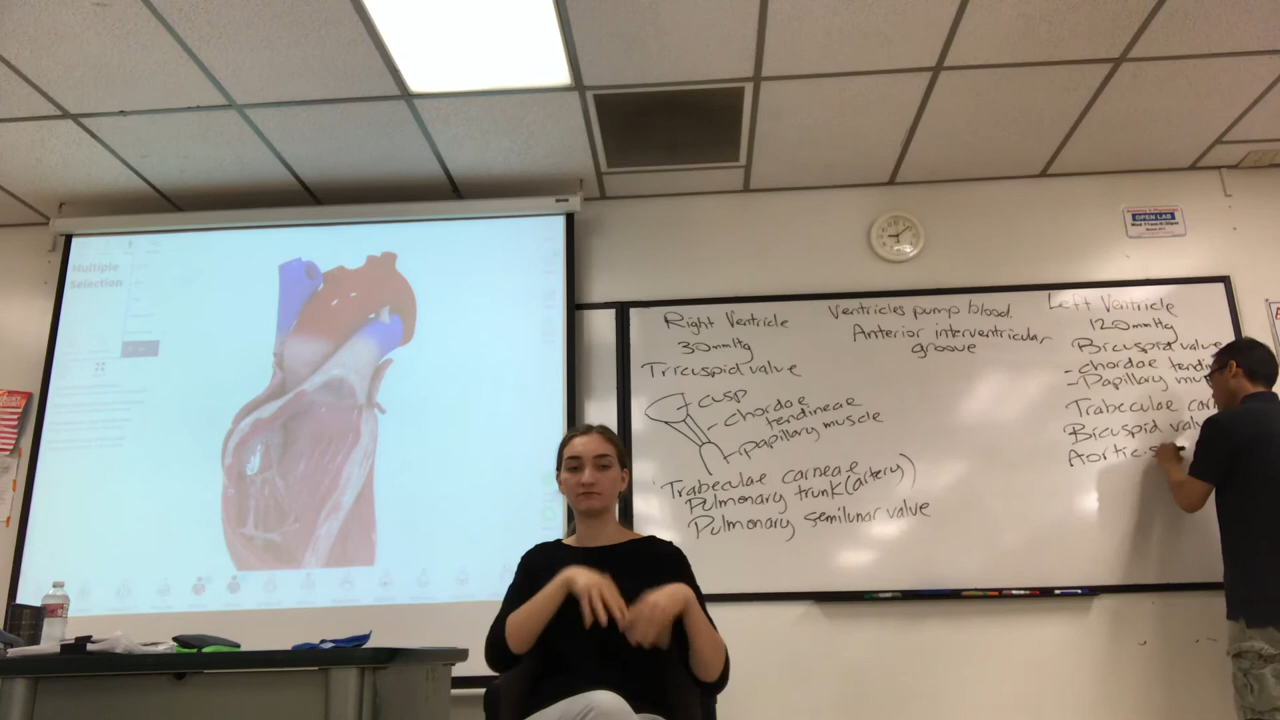 Multiple
Selection
OPEN LAB
Right Ventricle
30mmHg
Tricuspid valve
cusp
- chordae
tendineae
papillary muscle
Trabeculae carneae
Pulmonary trunk (artery)
Pulmonary semilunar valve
Ventricles pump blood.
Anterior interventricular
groove
Left Ventricle
120mmHg
Bicuspid valve
- chordae
- Papillary
Trabeculae
Bicuspid
Aortic